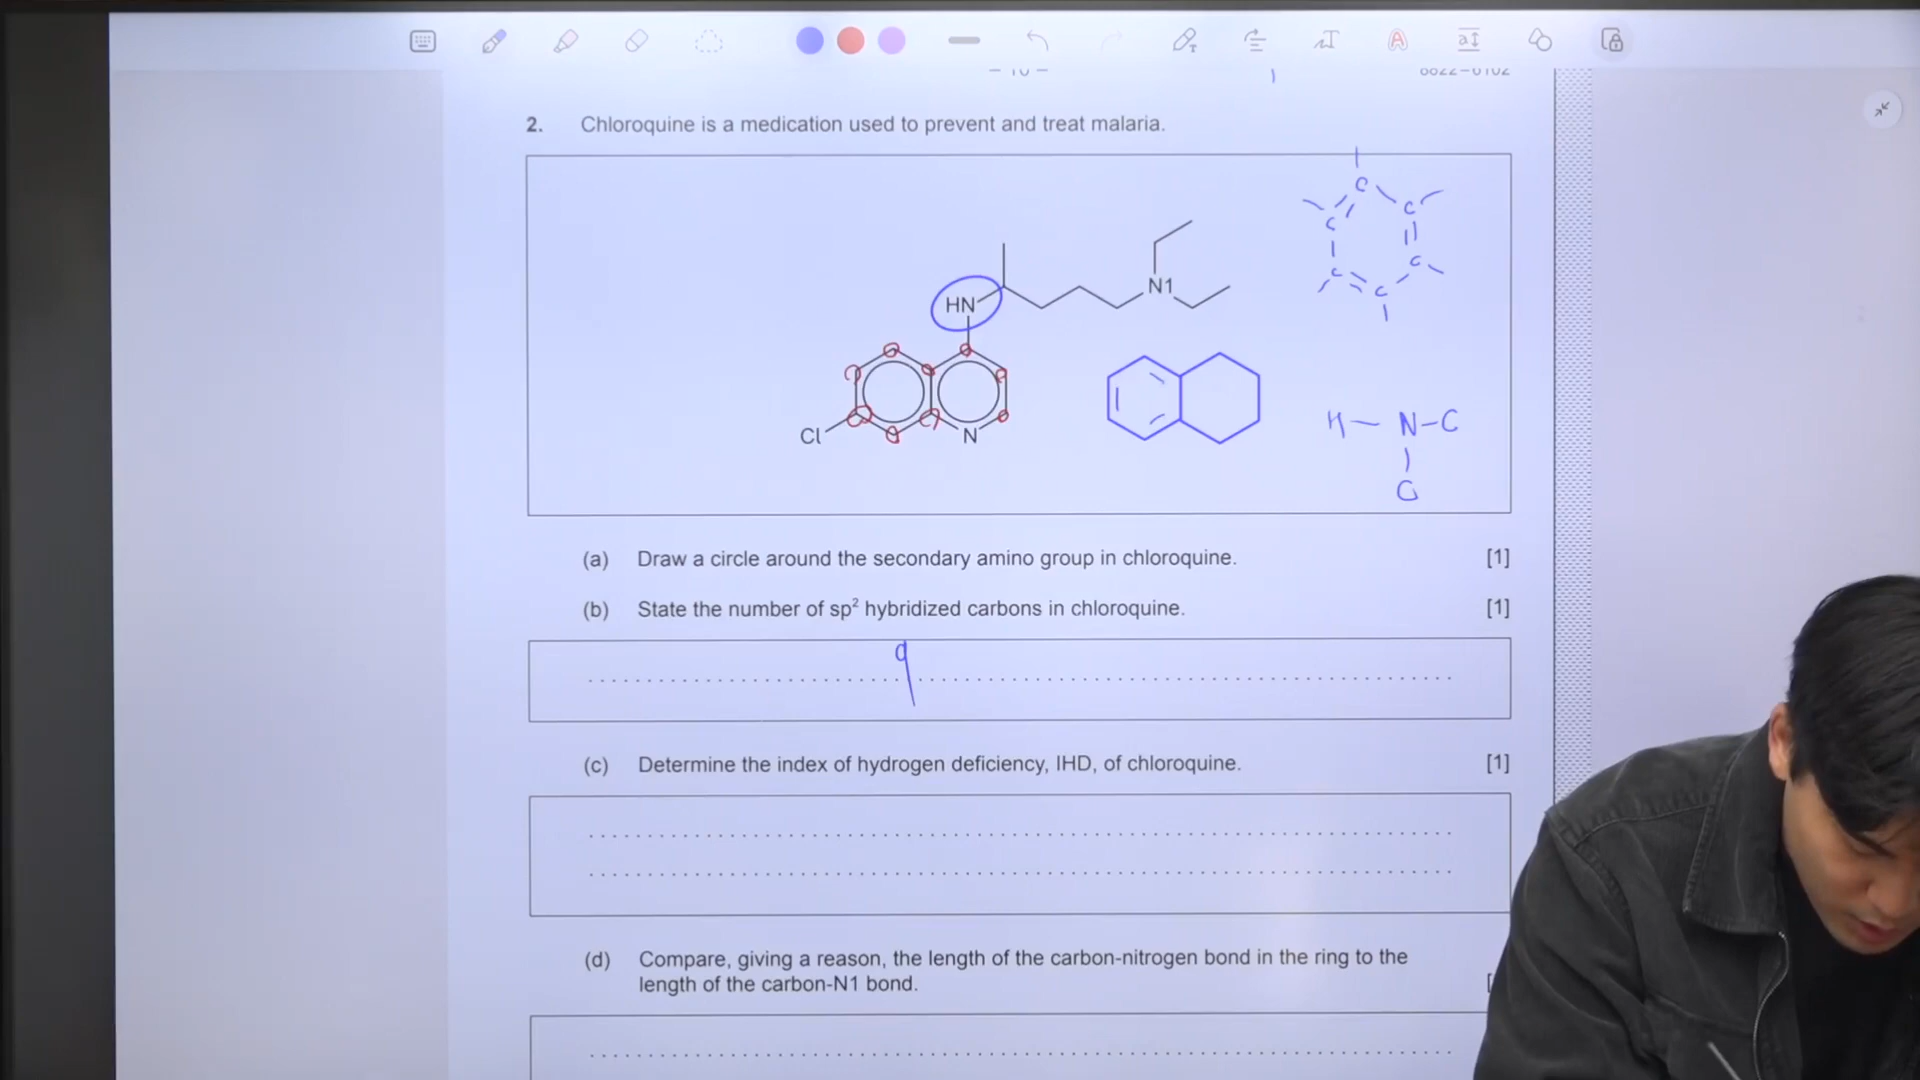 – 10 –
8822–6102
2. Chloroquine is a medication used to prevent and treat malaria.
HN
N1
Cl
N
C
C
C
C
C
C
H – N – C
C
(a) Draw a circle around the secondary amino group in chloroquine. [1]
(b) State the number of sp² hybridized carbons in chloroquine. [1]
9
(c) Determine the index of hydrogen deficiency, IHD, of chloroquine. [1]
(d) Compare, giving a reason, the length of the carbon-nitrogen bond in the ring to the
length of the carbon-N1 bond.